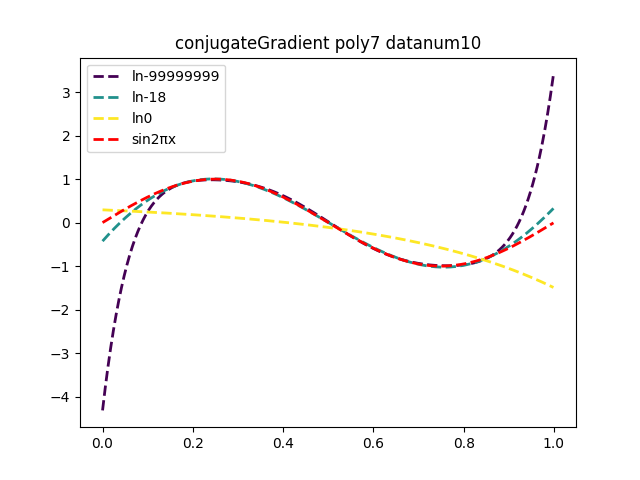 conjugateGradient poly7 datanum10
ln-99999999
ln-18
ln0
sin2πx
3
2
1
0
−1
−2
−3
−4
0.0 0.2 0.4 0.6 0.8 1.0